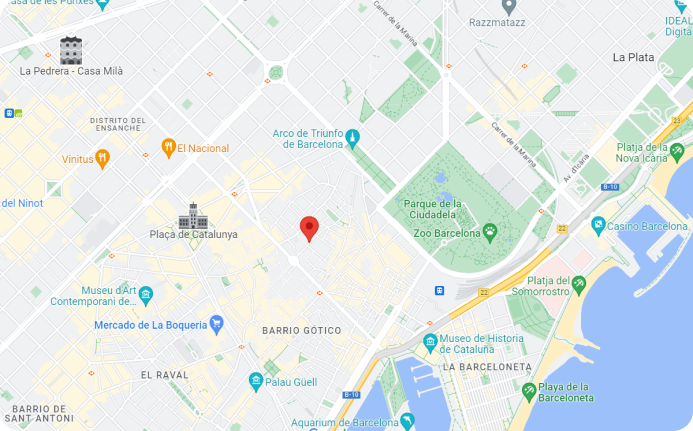 Casa de les Punxes
Razzmatazz
IDEAL
Digita
La Plata
Carrer de la Marina
La Pedrera - Casa Milà
23
DISTRITO DEL
ENSANCHE
Arco de Triunfo
de Barcelona
Carrer de la Marina
El Nacional
Vinitus
Platja de la
Nova Icària
Av. d'Icària
B-10
del Ninot
Parque de la
Ciudadela
22
Plaça de Catalunya
Zoo Barcelona
Casino Barcelona
Museu d'Art
Contemporani de...
22
Platja del
Somorrostro
Mercado de La Boqueria
BARRIO GÓTICO
Museo de Historia
de Cataluna
LA BARCELONETA
EL RAVAL
Palau Güell
B-10
Playa de la
Barceloneta
BARRIO DE
SANT ANTONI
Aquarium de Barcelona